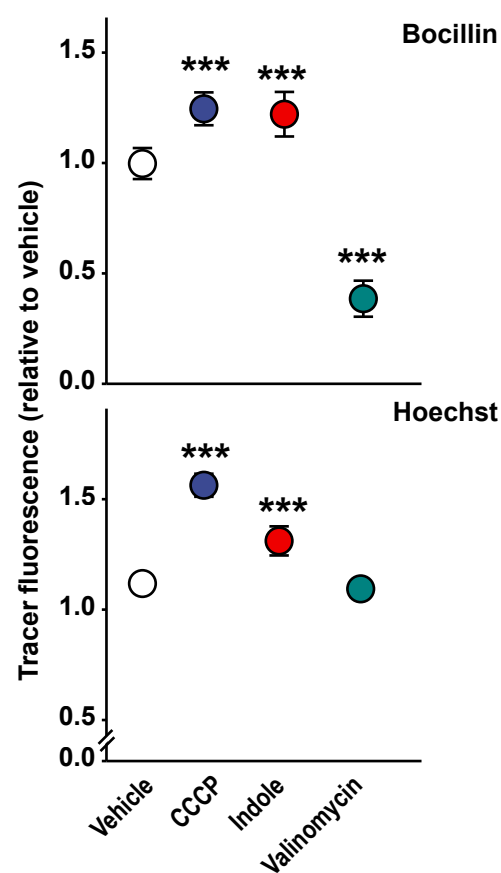 Bocillin
1.5
***
***
1.0
***
0.5
0.0
Tracer fluorescence (relative to vehicle)
Hoechst
***
1.5
***
1.0
0.5
0.0
Vehicle
CCCP
Indole
Valinomycin